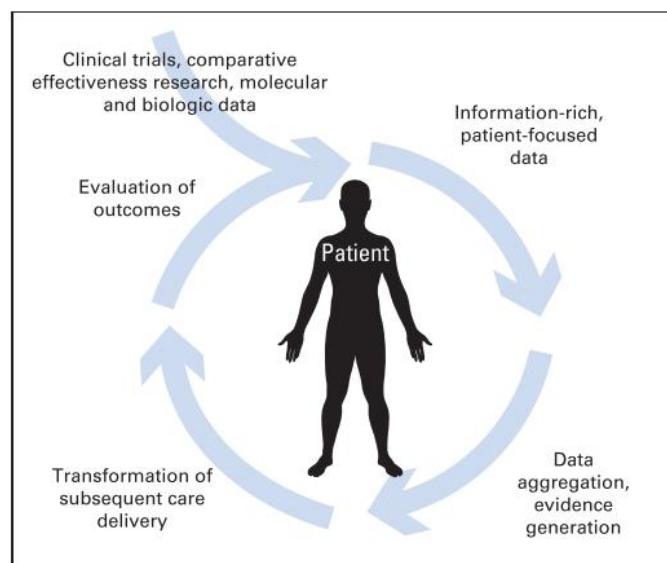 Clinical trials, comparative
effectiveness research, molecular
and biologic data
Information-rich,
patient-focused
data
Evaluation of
outcomes
Patient
Transformation of
subsequent care
delivery
Data
aggregation,
evidence
generation